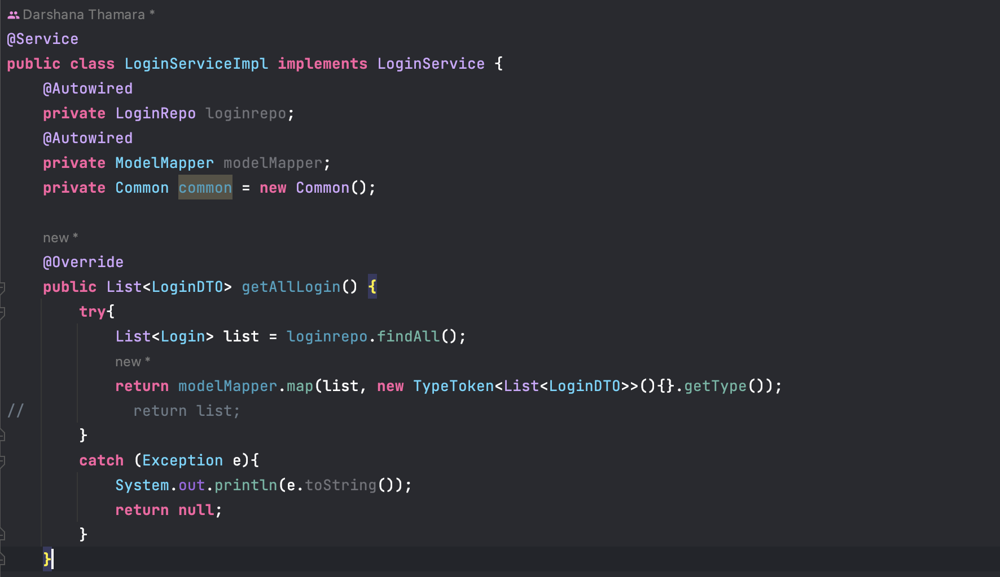 Darshana Thamara *
@Service
public class LoginServiceImpl implements LoginService {
    @Autowired
    private LoginRepo loginrepo;
    @Autowired
    private ModelMapper modelMapper;
    private Common common = new Common();
    new *
    @Override
    public List<LoginDTO> getAllLogin() {
        try{
            List<Login> list = loginrepo.findAll();
            new *
            return modelMapper.map(list, new TypeToken<List<LoginDTO>>(){}.getType());
//            return list;
        }
        catch (Exception e){
            System.out.println(e.toString());
            return null;
        }
    }